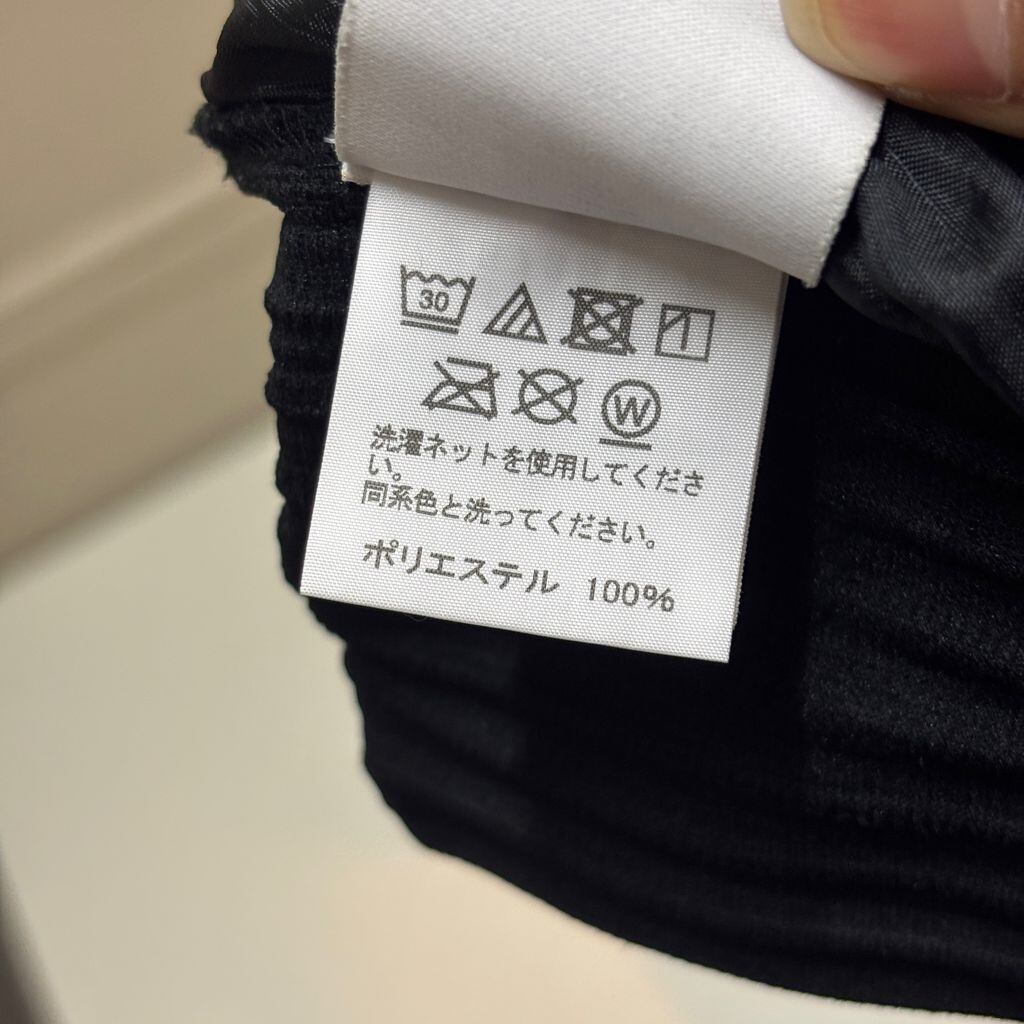 30
W
洗濯ネットを使用してくださ
い。
同系色と洗ってください。
ポリエステル 100%